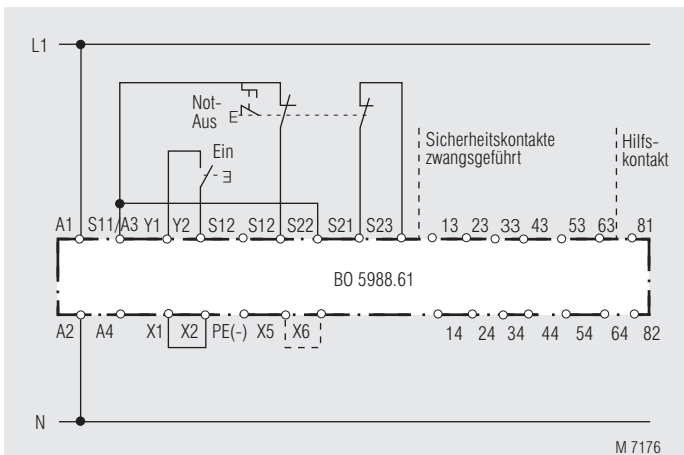 L1
Not-
Aus
Ein
Sicherheitskontakte
zwangsgeführt
Hilfs-
kontakt
A1 S11/A3 Y1 Y2 S12 S12 S22 S21 S23 13 23 33 43 53 63 81
BO 5988.61
A2 A4 X1 X2 PE(-) X5 X6 14 24 34 44 54 64 82
N
M 7176